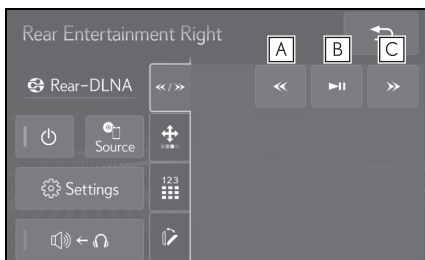 Rear Entertainment Right
A B C
Rear-DLNA
Source
123
Settings